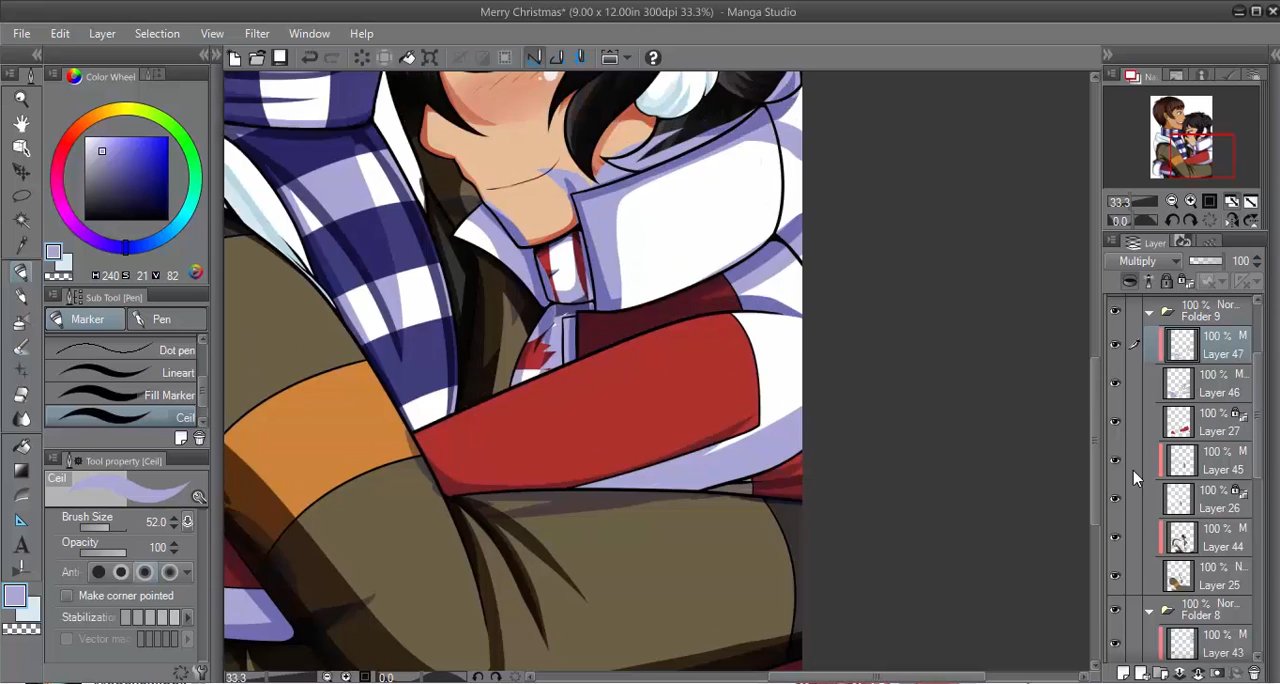 Merry Christmas* (9.00 x 12.00in 300dpi 33.3%) - Manga Studio
File Edit Layer Selection View Filter Window Help
Color Wheel
H 240 S 21 V 82
Sub Tool [Pen]
Marker Pen
Dot pen
Lineart
Fill Marker
Ceil
Tool property [Ceil]
Ceil
Brush Size 52.0
Opacity 100
Anti-
Make corner pointed
Stabilizatio
Vector ma
33.3 0.0
33.3
0.0
Layer
Multiply 100
100 % Nor...
Folder 9
100 % M
Layer 47
100 % M...
Layer 46
100 %
Layer 27
100 % M
Layer 45
100 %
Layer 26
100 % M
Layer 44
100 % N...
Layer 25
100 % Nor...
Folder 8
100 % M
Layer 43